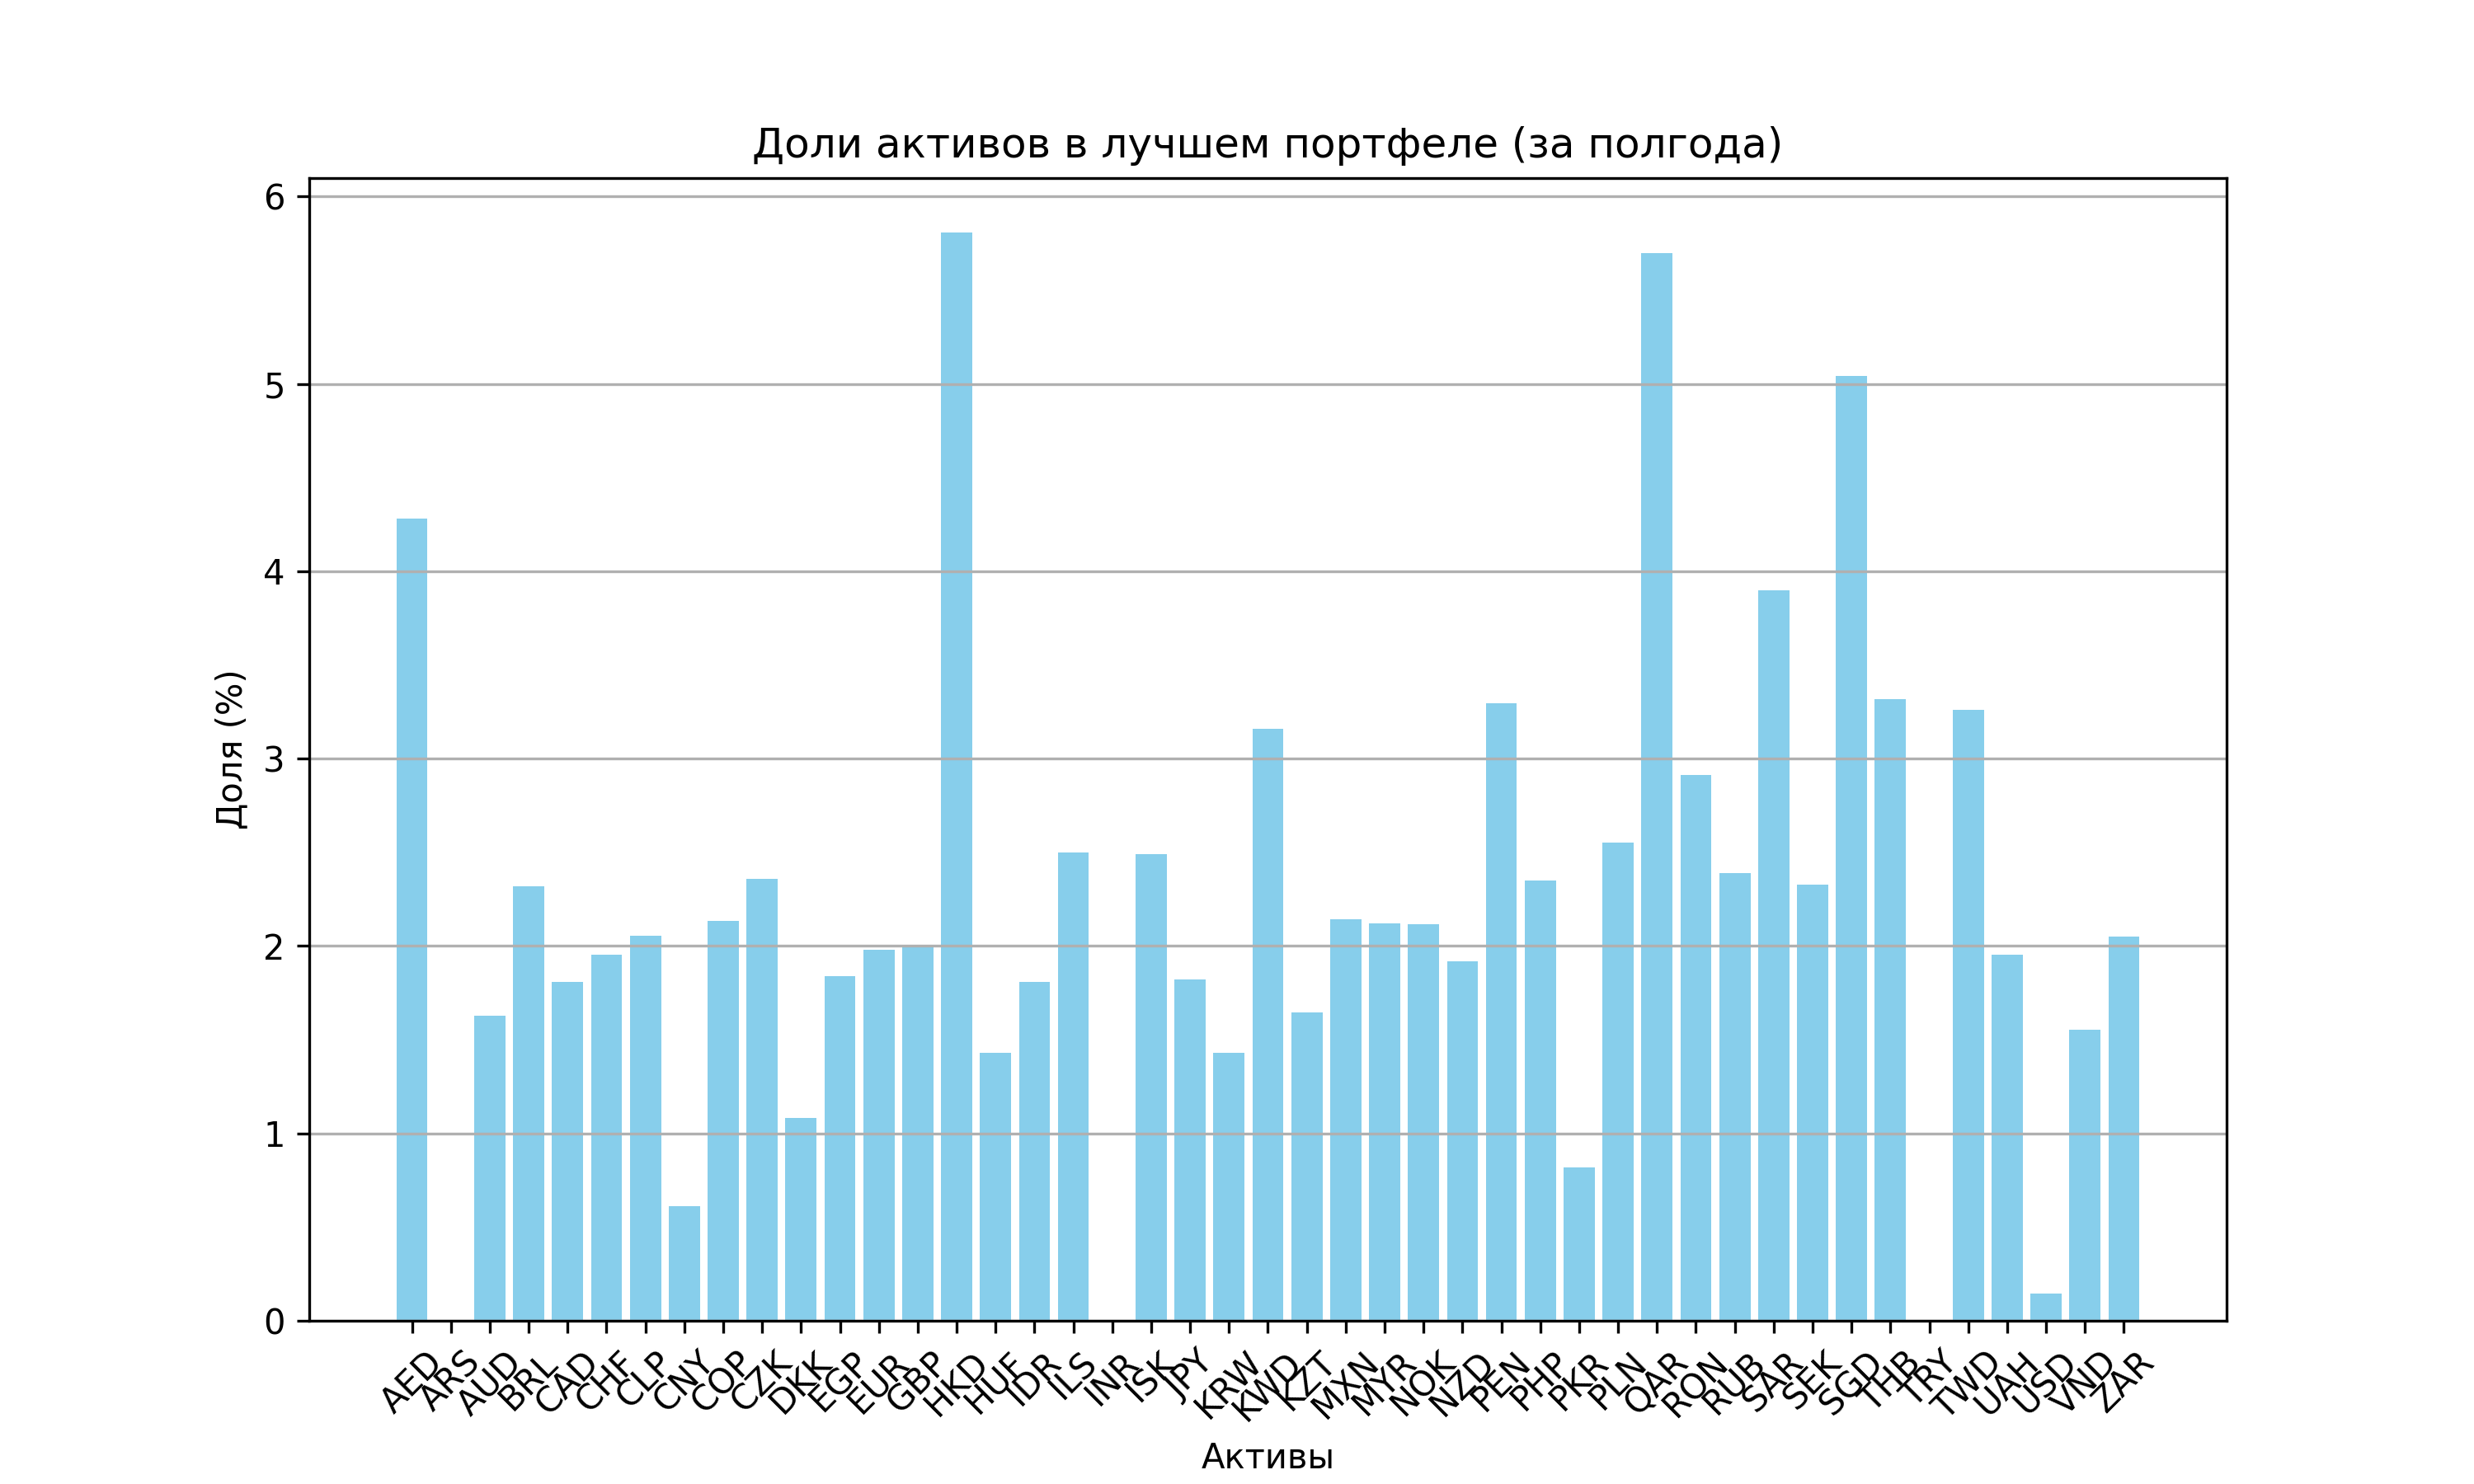 Доли активов в лучшем портфеле (за полгода)
6
5
4
3
2
1
0
Доля (%)
AED
ARS
AUD
BRL
CAD
CHF
CLP
CNY
COP
CZK
DKK
EGP
EUR
GBP
HKD
HUF
IDR
ILS
INR
ISK
JPY
KRW
KWD
KZT
MXN
MYR
NOK
NZD
PEN
PHP
PKR
PLN
QAR
RON
RUB
SAR
SEK
SGD
THB
TRY
TWD
UAH
USD
VND
ZAR
Активы